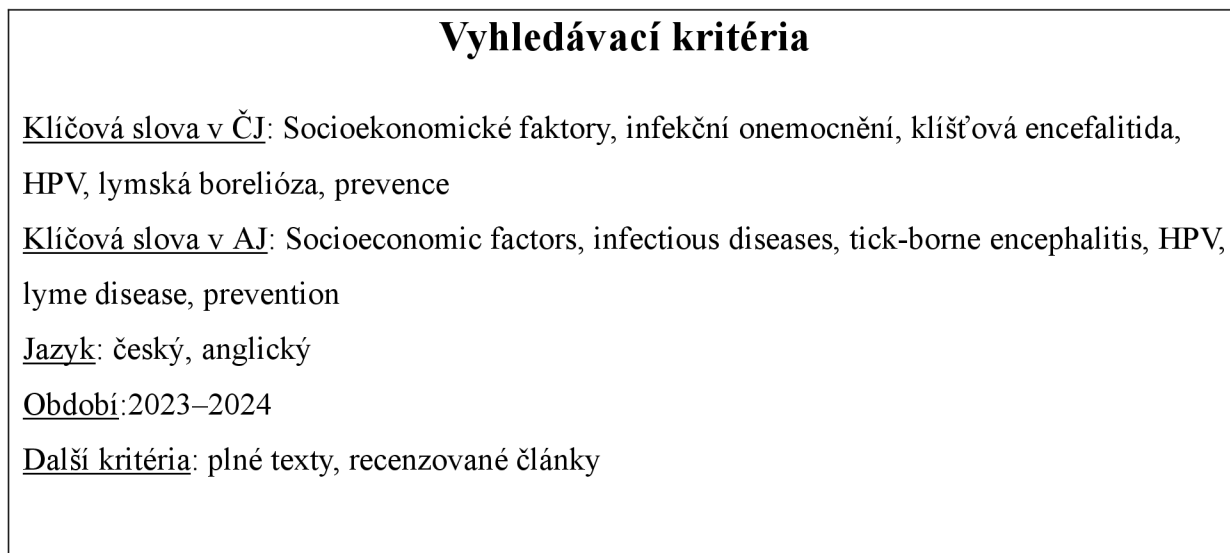 Vyhledávací kritéria
Klíčová slova v ČJ: Socioekonomické faktory, infekční onemocnění, klíšťová encefalitida,
HPV, lymská borelióza, prevence
Klíčová slova v AJ: Socioeconomic factors, infectious diseases, tick-borne encephalitis, HPV,
lyme disease, prevention
Jazyk: český, anglický
Období:2023–2024
Další kritéria: plné texty, recenzované články